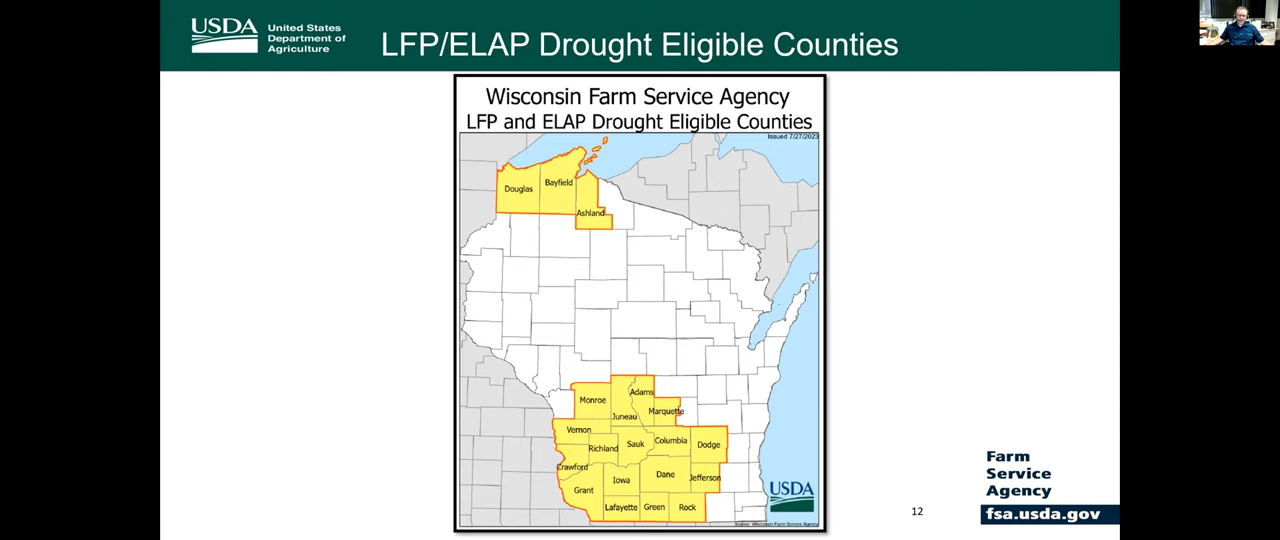 USDA
United States
Department of
Agriculture
LFP/ELAP Drought Eligible Counties
Wisconsin Farm Service Agency
LFP and ELAP Drought Eligible Counties
Issued 7/27/2023
Douglas
Bayfield
Ashland
Monroe
Adams
Juneau
Marquette
Vernon
Richland
Sauk
Columbia
Dodge
Crawford
Grant
Iowa
Dane
Jefferson
Lafayette
Green
Rock
USDA
Source: Wisconsin Farm Service Agency
Farm
Service
Agency
fsa.usda.gov
12